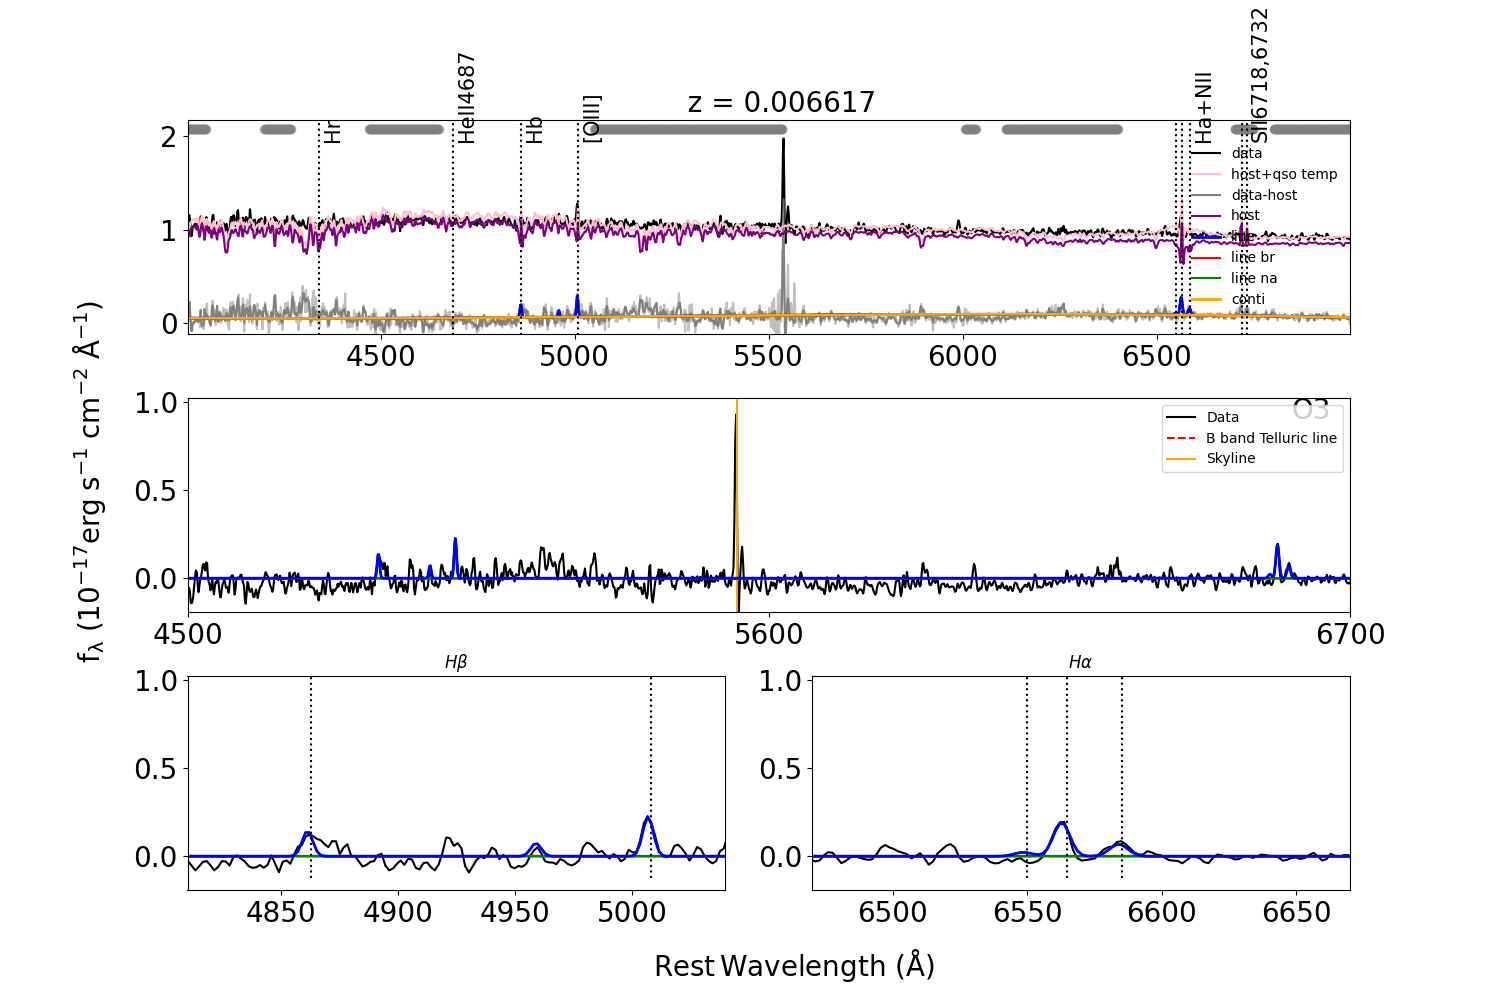 z = 0.006617
Hr
HeII4687
Hb
[OIII]
Ha+NII
SII6718,6732
2
1
0
data
host+qso temp
data-host
host
line br
line na
conti
4500 5000 5500 6000 6500
fλ (10⁻¹⁷erg s⁻¹ cm⁻² Å⁻¹)
1.0
0.5
0.0
O3
Data
B band Telluric line
Skyline
4500 5600 6700
Hβ
1.0
0.5
0.0
4850 4900 4950 5000
Hα
1.0
0.5
0.0
6500 6550 6600 6650
Rest Wavelength (Å)